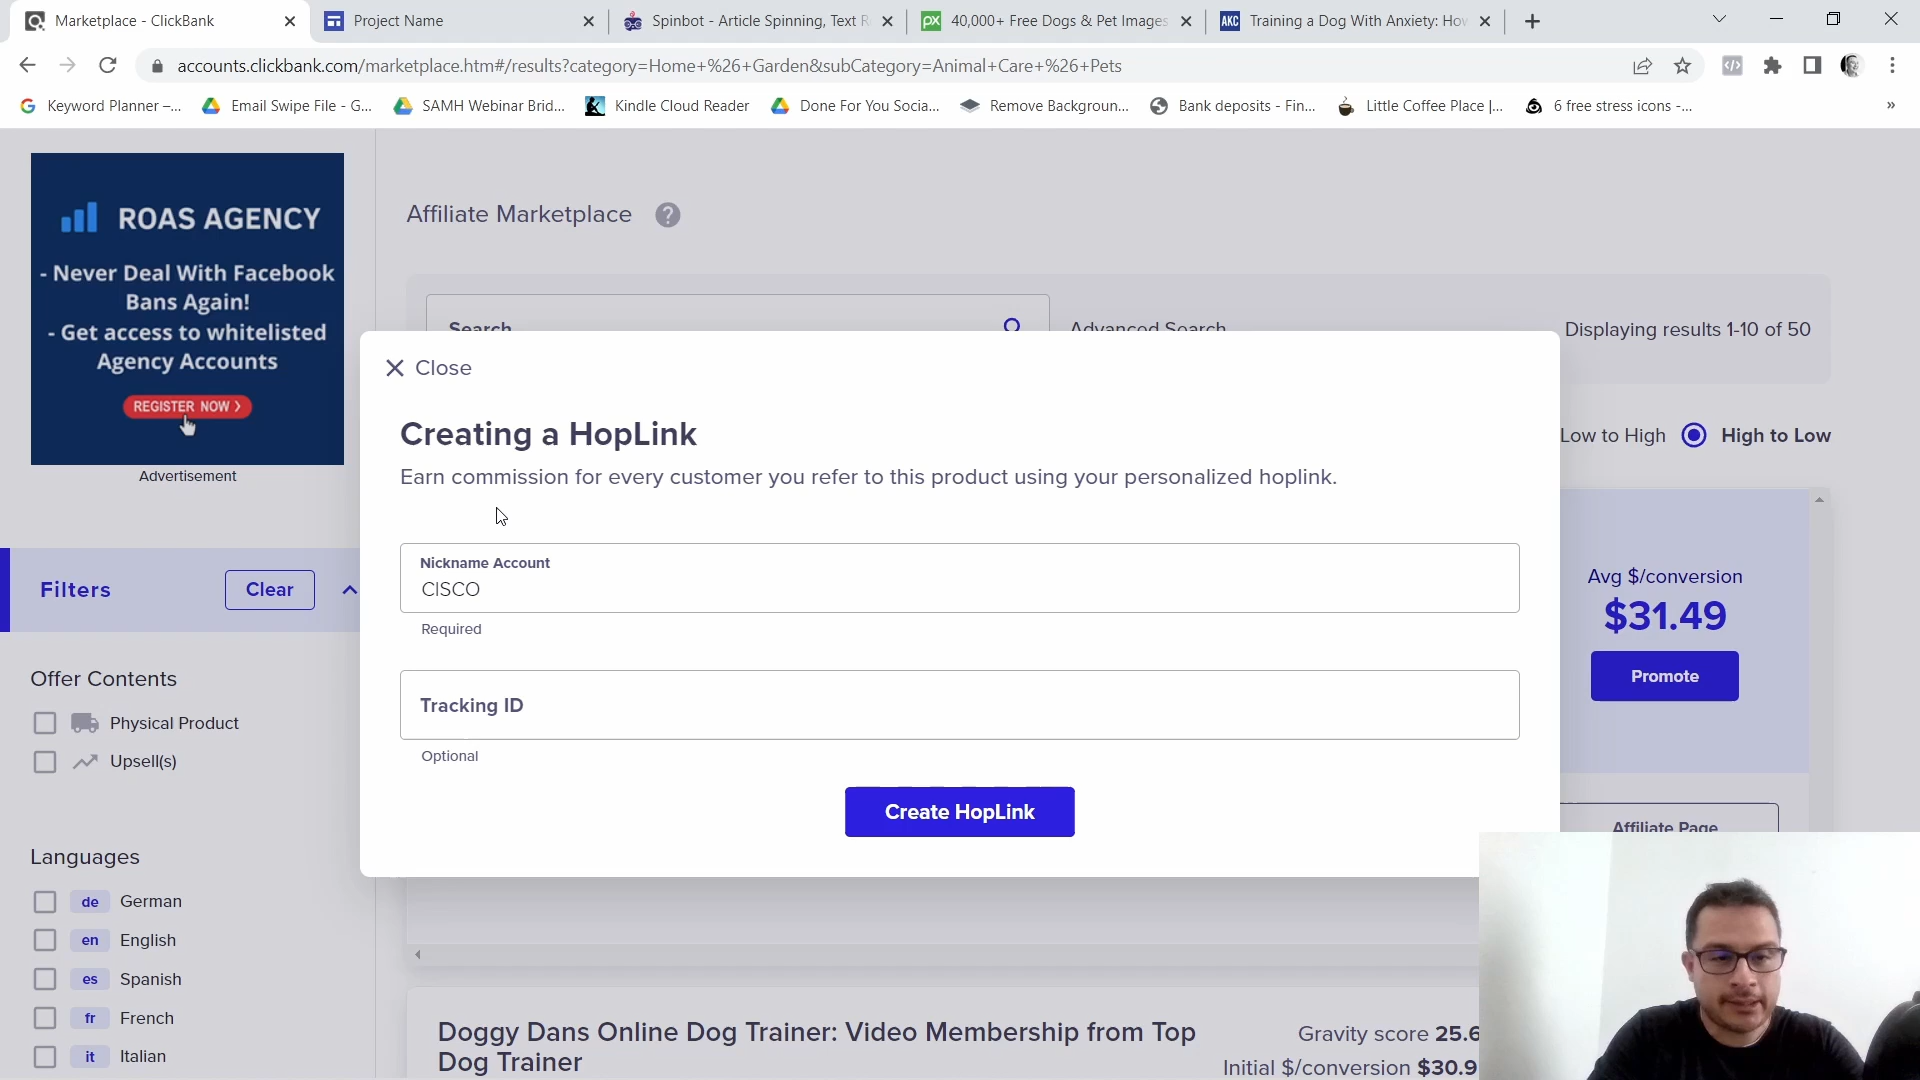 Marketplace - ClickBank
Project Name
Spinbot - Article Spinning, Text R
40,000+ Free Dogs & Pet Images
AKC
Training a Dog With Anxiety: How
accounts.clickbank.com/marketplace.htm#/results?category=Home+%26+Garden&subCategory=Animal+Care+%26+Pets
Keyword Planner –...
Email Swipe File - G...
SAMH Webinar Brid...
Kindle Cloud Reader
Done For You Socia...
Remove Backgroun...
Bank deposits - Fin...
Little Coffee Place |...
6 free stress icons -...
»
ROAS AGENCY
- Never Deal With Facebook
Bans Again!
- Get access to whitelisted
Agency Accounts
REGISTER NOW >
Advertisement
Affiliate Marketplace
?
Search
Advanced Search
Displaying results 1-10 of 50
Low to High
High to Low
Close
Creating a HopLink
Earn commission for every customer you refer to this product using your personalized hoplink.
Nickname Account
CISCO
Required
Tracking ID
Optional
Create HopLink
Filters
Clear
Offer Contents
Physical Product
Upsell(s)
Languages
de German
en English
es Spanish
fr French
it Italian
Avg $/conversion
$31.49
Promote
Affiliate Page
Doggy Dans Online Dog Trainer: Video Membership from Top
Dog Trainer
Gravity score 25.6
Initial $/conversion $30.9